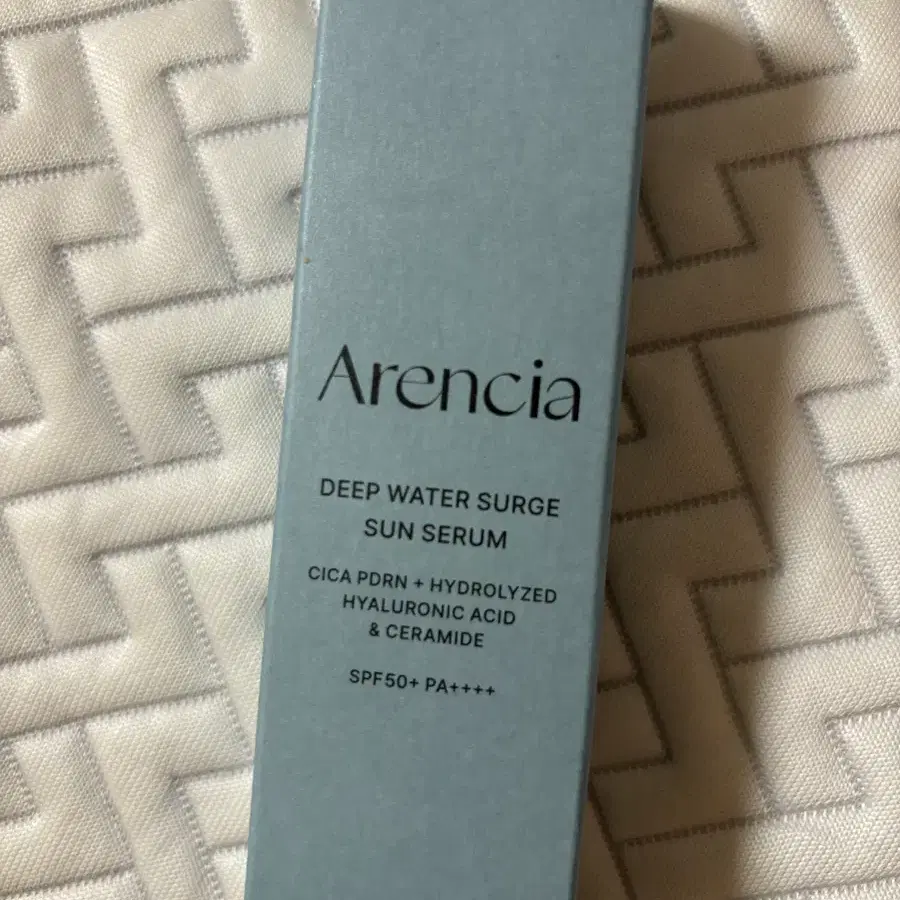 Arencia
DEEP WATER SURGE
SUN SERUM
CICA PDRN + HYDROLYZED
HYALURONIC ACID
& CERAMIDE
SPF50+ PA++++